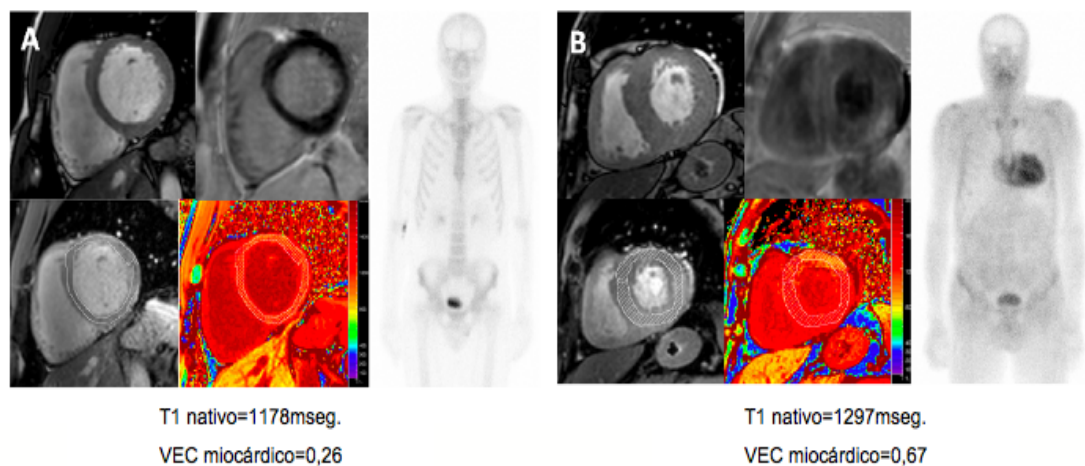 A
B
T1 nativo=1178mseg.
VEC miocárdico=0,26
T1 nativo=1297mseg.
VEC miocárdico=0,67